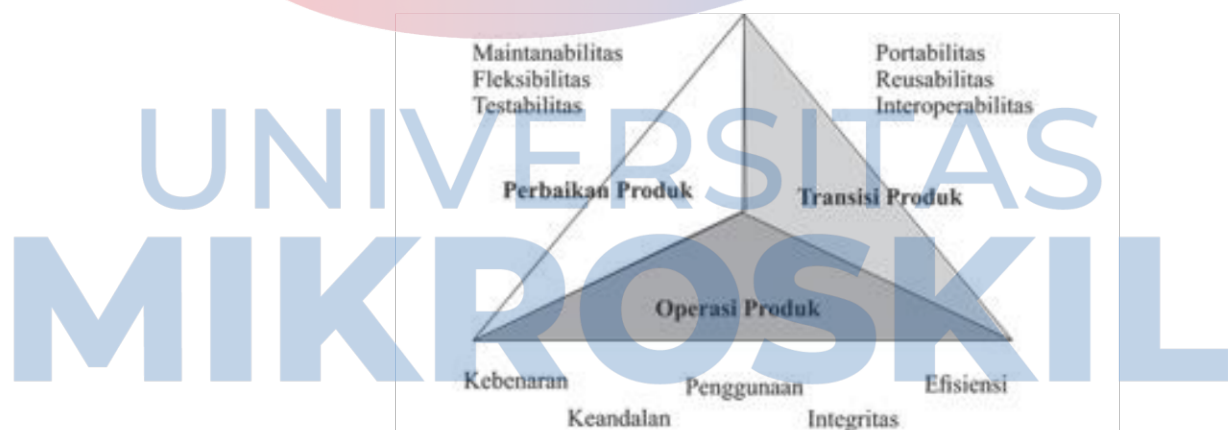 Maintanabilitas
Fleksibilitas
Testabilitas
Portabilitas
Reusabilitas
Interoperabilitas
UNIVERSITAS
Perbaikan Produk
Transisi Produk
MIKROSKIL
Operasi Produk
Kebenaran
Penggunaan
Efisiensi
Keandalan
Integritas